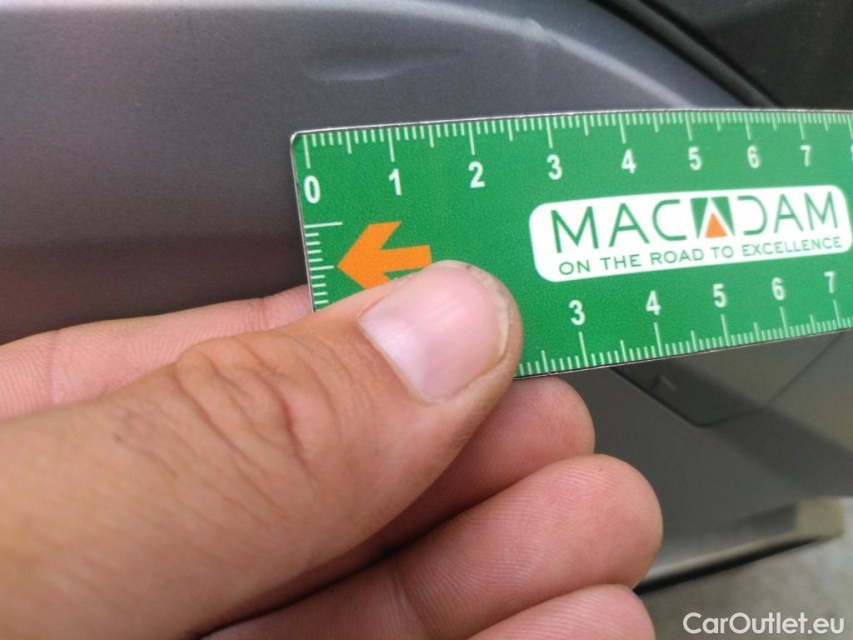 0 1 2 3 4 5 6 7
MACADAM
ON THE ROAD TO EXCELLENCE
3 4 5 6 7
CarOutlet.eu